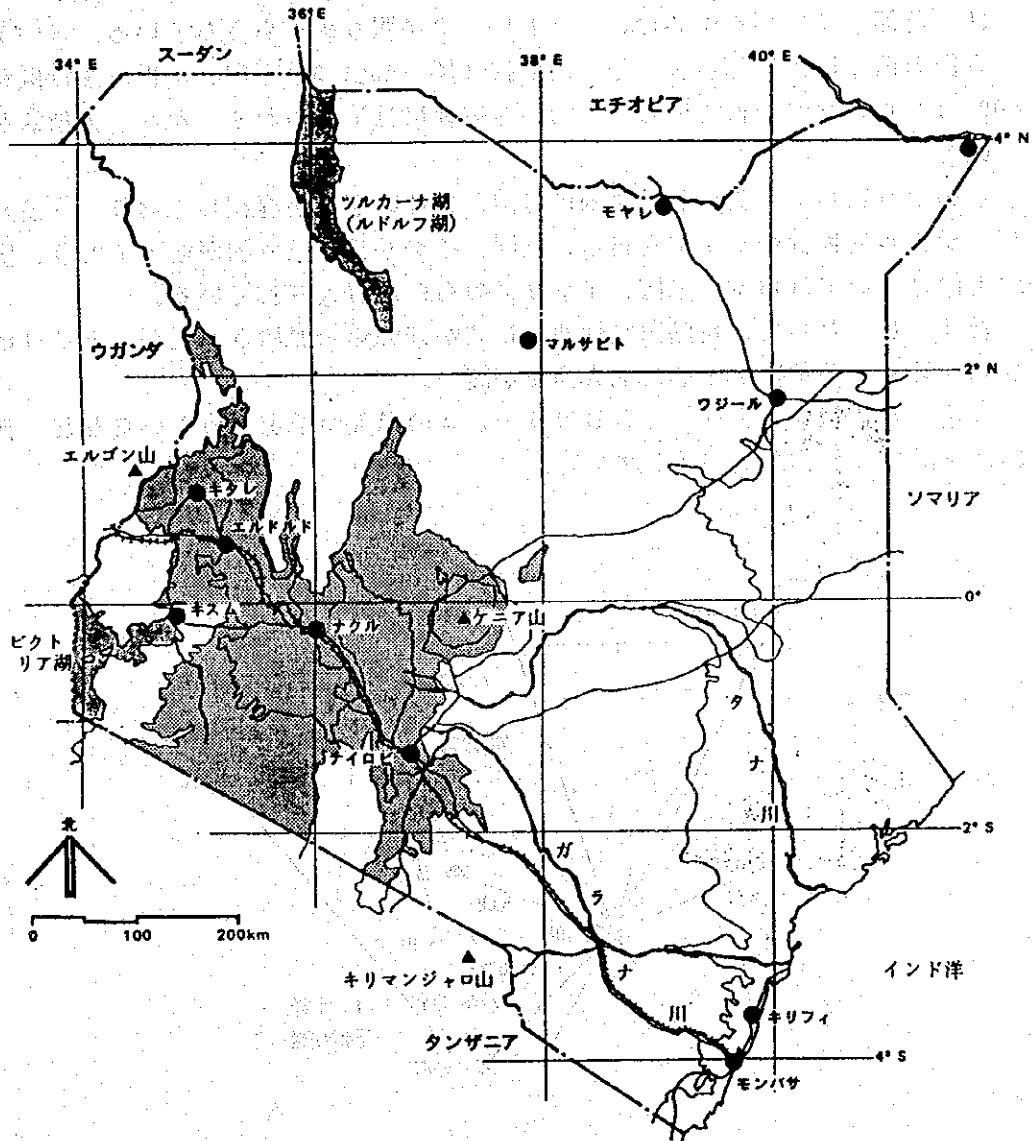 36°E
34°E
スーダン
38°E
40°E
エチオピア
4°N
ツルカーナ湖
(ルドルフ湖)
モヤレ
ウガンダ
マルサビト
2°N
ワジール
エルゴン山
キタレ
ソマリア
エルドルド
0°
キスム
ケニア山
ビクト
リア湖
ナクル
タ
ナ
川
ナイロビ
北
2°S
ガ
ラ
ナ
川
0 100 200km
キリマンジャロ山
インド洋
キリフィ
タンザニア
4°S
モンバサ